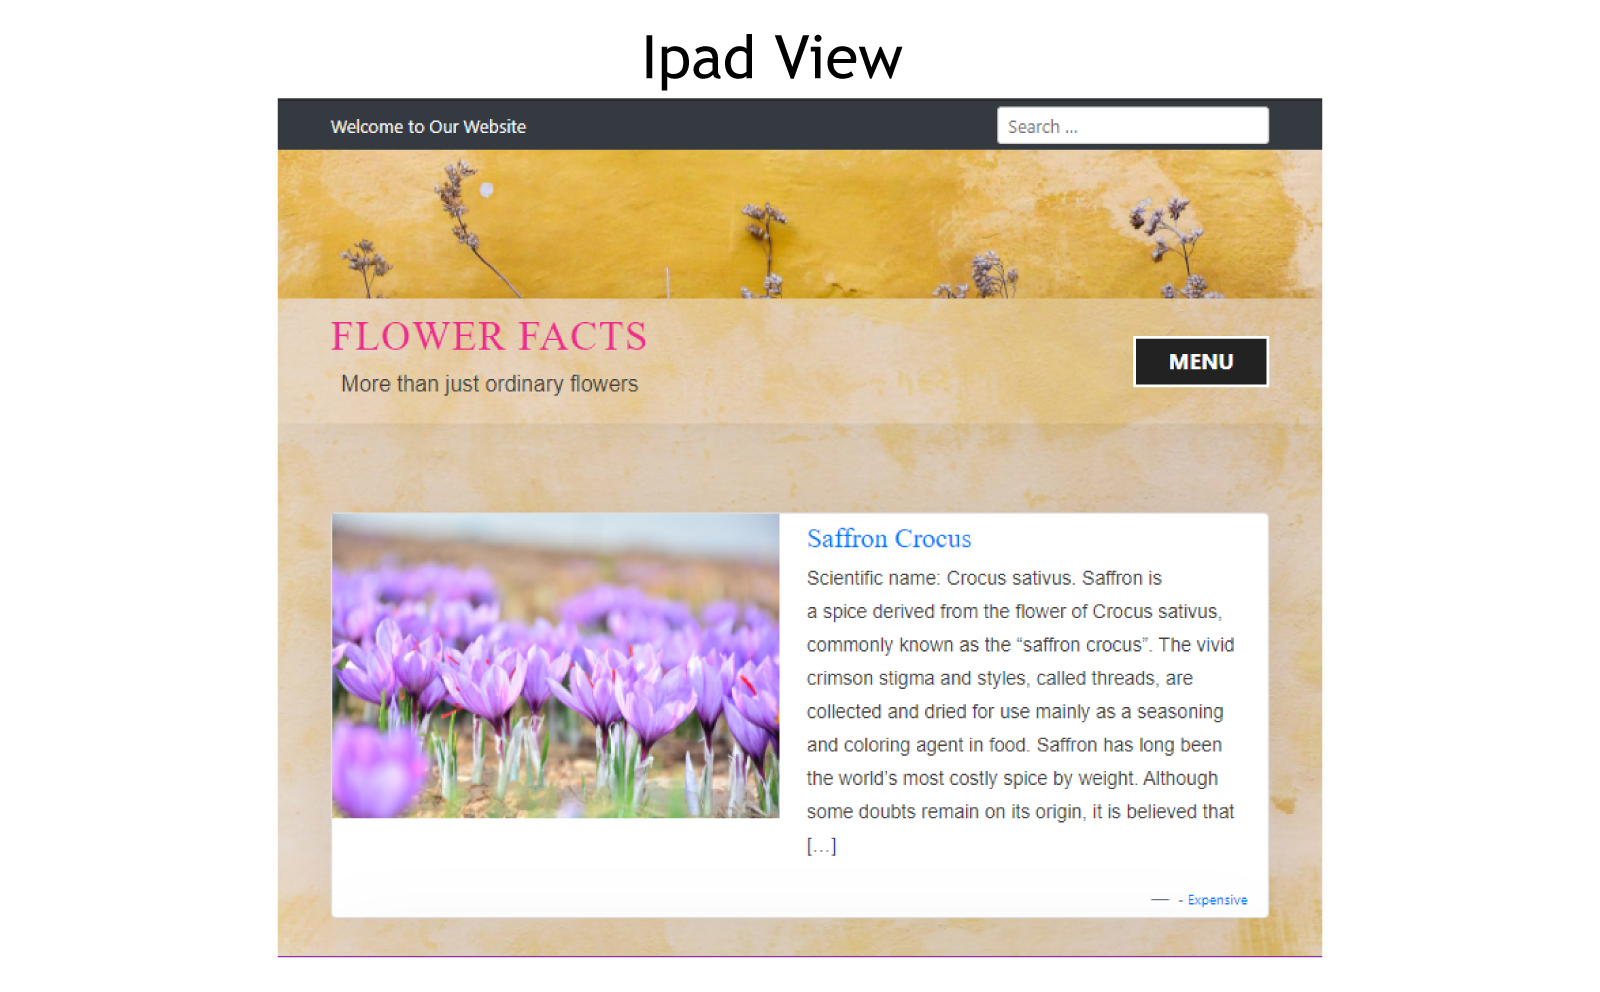 Ipad View
Welcome to Our Website
Search ...
FLOWER FACTS
More than just ordinary flowers
MENU
Saffron Crocus
Scientific name: Crocus sativus. Saffron is
a spice derived from the flower of Crocus sativus,
commonly known as the “saffron crocus”. The vivid
crimson stigma and styles, called threads, are
collected and dried for use mainly as a seasoning
and coloring agent in food. Saffron has long been
the world’s most costly spice by weight. Although
some doubts remain on its origin, it is believed that
[…]
— - Expensive